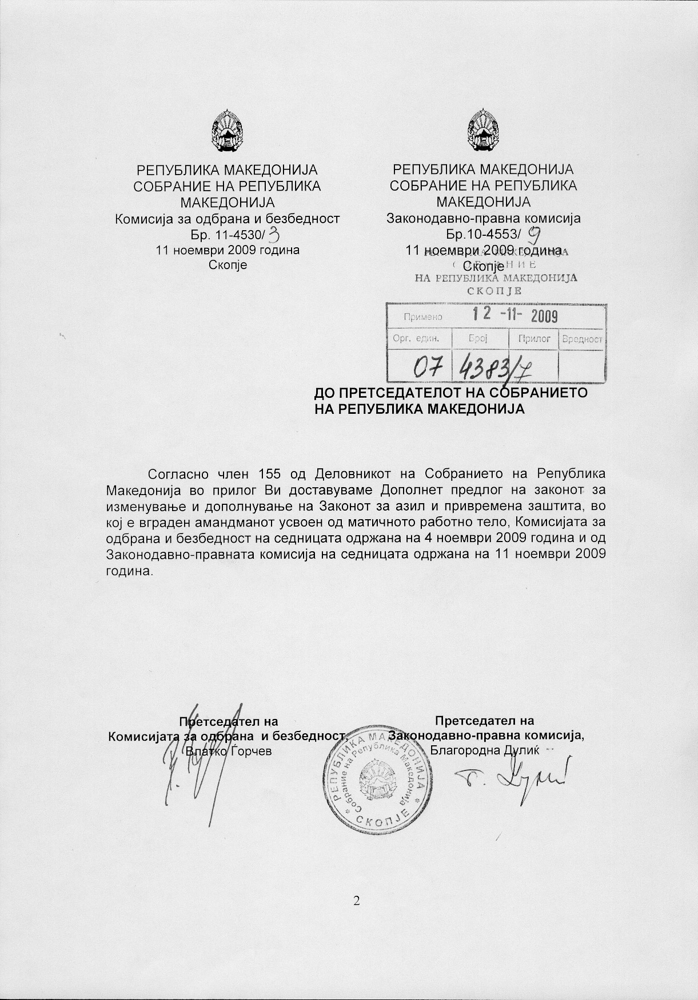 РЕПУБЛИКА МАКЕДОНИЈА
СОБРАНИЕ НА РЕПУБЛИКА
МАКЕДОНИЈА
Комисија за одбрана и безбедност
Бр. 11-4530/3
11 ноември 2009 година
Скопје
РЕПУБЛИКА МАКЕДОНИЈА
СОБРАНИЕ НА РЕПУБЛИКА
МАКЕДОНИЈА
Законодавно-правна комисија
Бр.10-4553/9
11 ноември 2009 година
Скопје
НА РЕПУБЛИКА МАКЕДОНИЈА
СКОПЈЕ
Примено 12 -11- 2009
Орг. един. Број Прилог Вредност
07 4383/7
ДО ПРЕТСЕДАТЕЛОТ НА СОБРАНИЕТО
НА РЕПУБЛИКА МАКЕДОНИЈА
Согласно член 155 од Деловникот на Собранието на Република
Македонија во прилог Ви доставуваме Дополнет предлог на законот за
изменување и дополнување на Законот за азил и привремена заштита, во
кој е вграден амандманот усвоен од матичното работно тело, Комисијата за
одбрана и безбедност на седницата одржана на 4 ноември 2009 година и од
Законодавно-правната комисија на седницата одржана на 11 ноември 2009
година.
Претседател на
Комисијата за одбрана и безбедност,
Влатко Ѓорчев
Претседател на
Законодавно-правна комисија,
Благородна Дулиќ
РЕПУБЛИКА МАКЕДОНИЈА
Собрание на Република Македонија
* СКОПЈЕ *
2